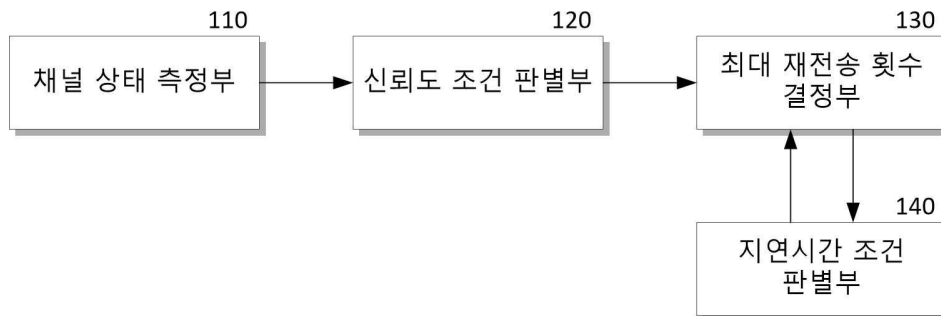 110
채널 상태 측정부
120
신뢰도 조건 판별부
130
최대 재전송 횟수
결정부
140
지연시간 조건
판별부